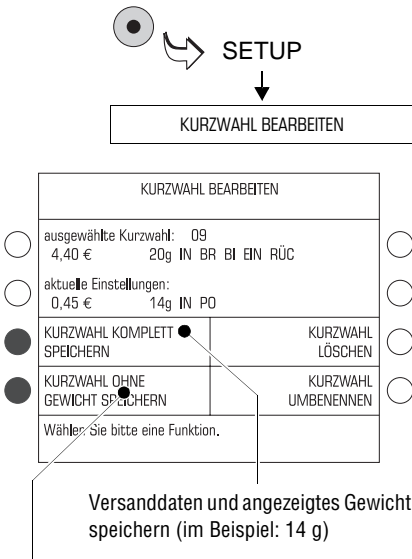 SETUP
KURZWAHL BEARBEITEN
KURZWAHL BEARBEITEN
ausgewählte Kurzwahl: 09
4,40 € 20g IN BR BI EIN RÜC
aktuelle Einstellungen:
0,45 € 14g IN PO
KURZWAHL KOMPLETT
SPEICHERN
KURZWAHL
LÖSCHEN
KURZWAHL OHNE
GEWICHT SPEICHERN
KURZWAHL
UMBENENNEN
Wählen Sie bitte eine Funktion.
Versanddaten und angezeigtes Gewicht
speichern (im Beispiel: 14 g)